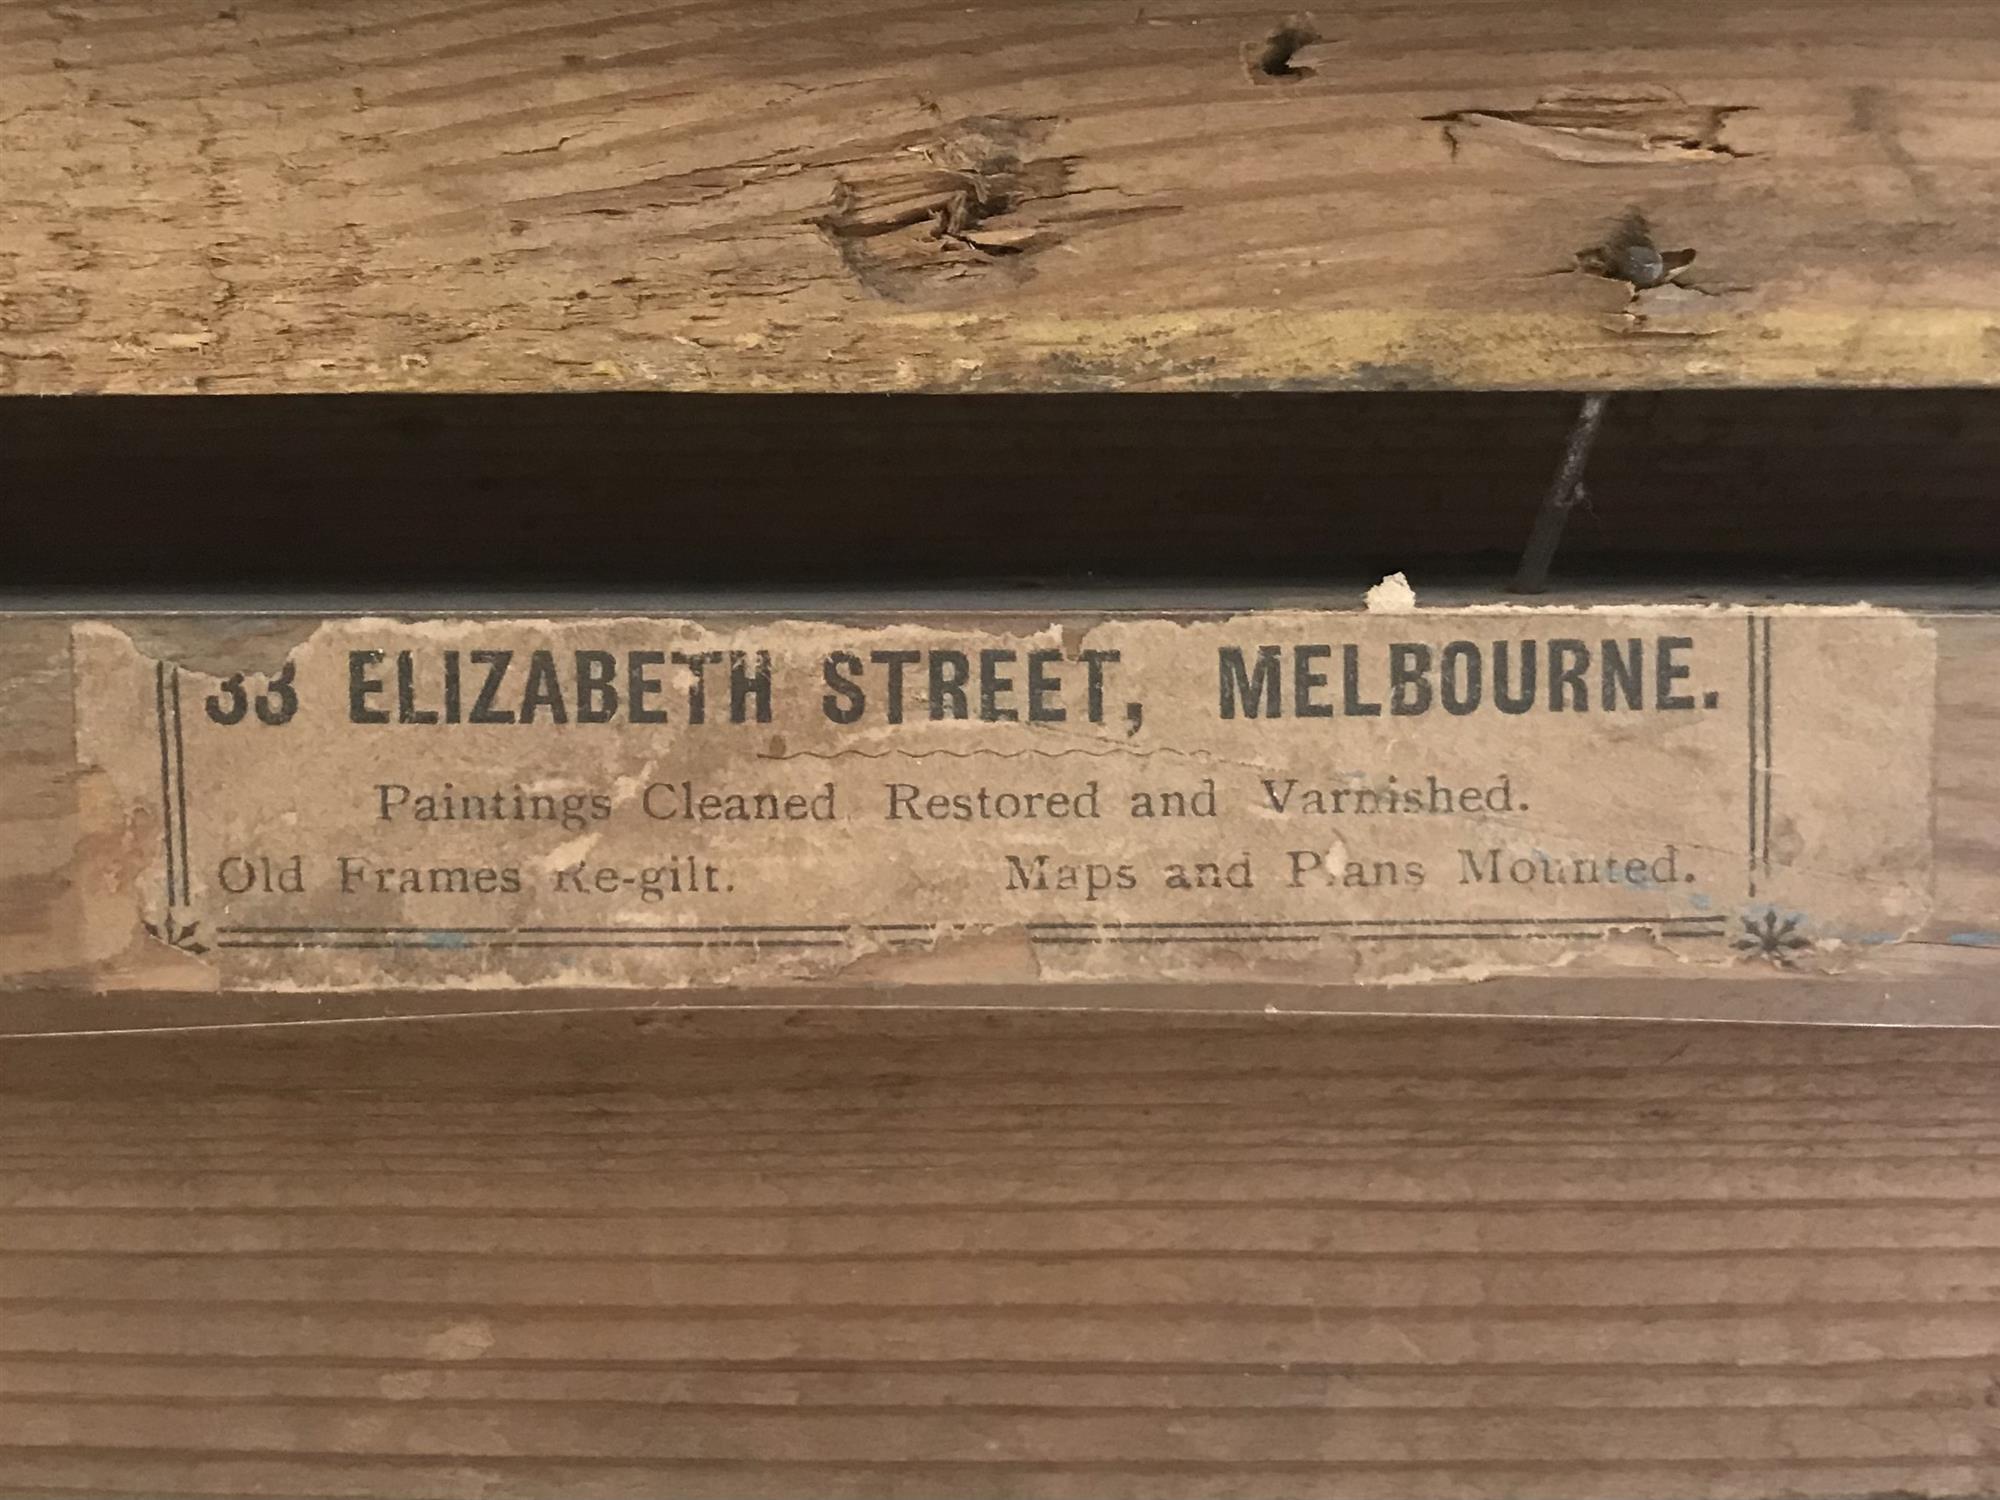 33 ELIZABETH STREET, MELBOURNE.
Paintings Cleaned Restored and Varnished.
Old Frames Re-gilt. Maps and Plans Mounted.